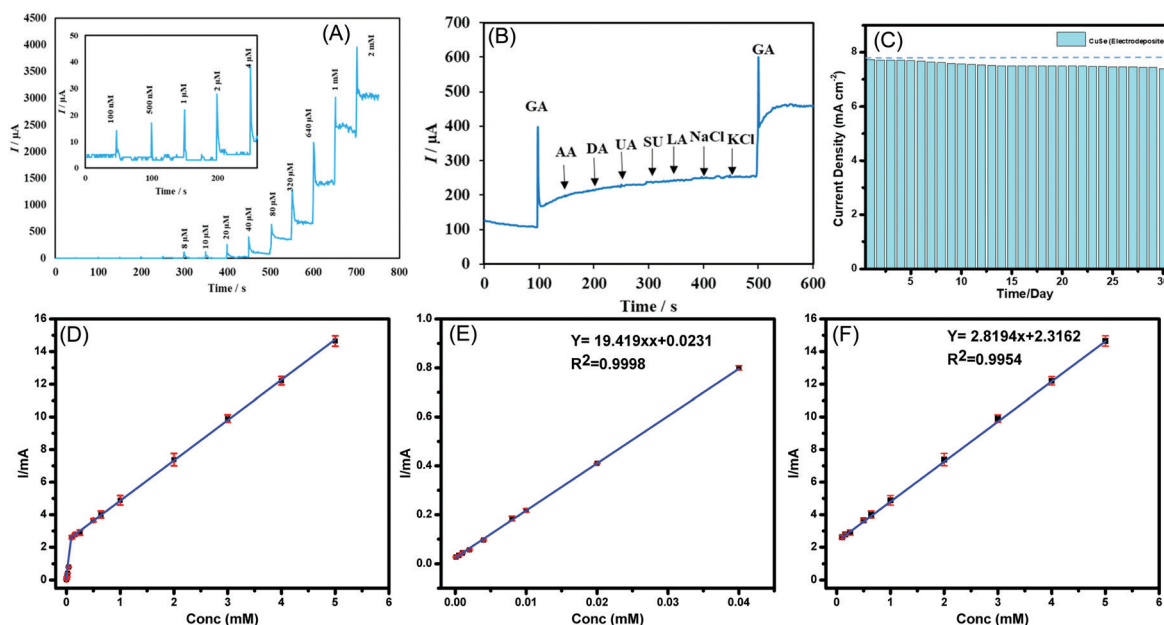 (A)
I / µA
4500
4000
3500
3000
2500
2000
1500
1000
500
0
0 100 200 300 400 500 600 700 800
Time / s
8 µM
10 µM
20 µM
40 µM
80 µM
320 µM
640 µM
1 mM
2 mM
I / µA
50
40
30
20
10
0
0 100 200
Time / s
100 nM
500 nM
1 µM
2 µM
4 µM
(B)
I / µA
700
600
500
400
300
200
100
0
0 100 200 300 400 500 600
Time / s
GA
AA
DA
UA
SU
LA
NaCl
KCl
GA
(C)
CuSe (Electrodeposite
Current Density (mA cm-2)
8
6
4
2
0
5 10 15 20 25 30
Time/Day
(D)
I/mA
16
14
12
10
8
6
4
2
0
0 1 2 3 4 5 6
Conc (mM)
(E)
Y= 19.419xx+0.0231
R2=0.9998
I/mA
1.2
0.8
0.4
0.0
0.00 0.01 0.02 0.03 0.04
Conc (mM)
(F)
Y= 2.8194x+2.3162
R2=0.9954
I/mA
16
14
12
10
8
6
4
2
0
0 1 2 3 4 5 6
Conc (mM)